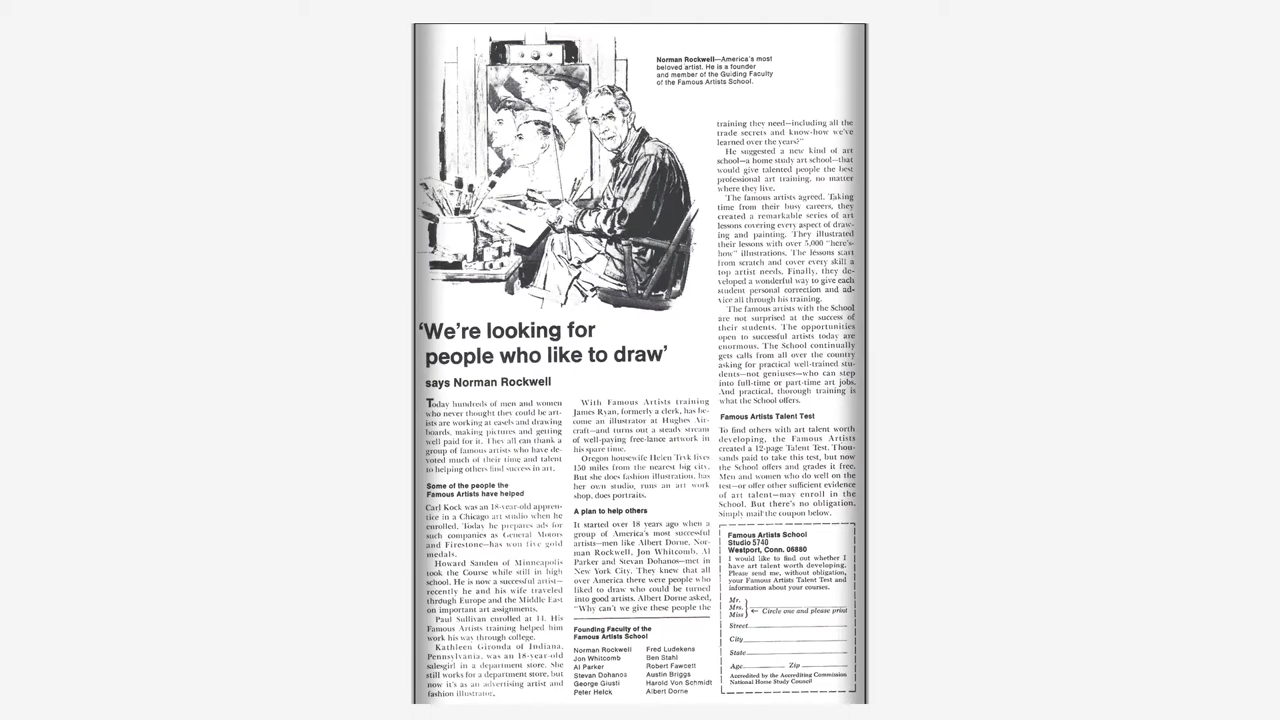 Norman Rockwell—America's most
beloved artist. He is a founder
and member of the Guiding Faculty
of the Famous Artists School.
'We're looking for
people who like to draw'
says Norman Rockwell
Today hundreds of men and women
who never thought they could be art-
ists are working at easels and drawing
boards, making pictures and getting
well paid for it. They all can thank a
group of famous artists who have de-
voted much of their time and talent
to helping others find success in art.
Some of the people the
Famous Artists have helped
Carl Kock was an 18-year-old appren-
tice in a Chicago art studio when he
enrolled. Today he prepares ads for
such companies as General Motors
and Firestone—has won five gold
medals.
Howard Sanden of Minneapolis
took the Course while still in high
school. He is now a successful artist—
recently he and his wife traveled
through Europe and the Middle East
on important art assignments.
Paul Sullivan enrolled at 14. His
Famous Artists training helped him
work his way through college.
Kathleen Gironda of Indiana,
Pennsylvania, was an 18-year-old
salesgirl in a department store. She
still works for a department store, but
now it's as an advertising artist and
fashion illustrator.
With Famous Artists training
James Ryan, formerly a clerk, has be-
come an illustrator at Hughes Air-
craft—and turns out a steady stream
of well-paying free-lance artwork in
his spare time.
Oregon housewife Helen Tryk lives
150 miles from the nearest big city.
But she does fashion illustration, has
her own studio, runs an art work
shop, does portraits.
A plan to help others
It started over 18 years ago when a
group of America's most successful
artists—men like Albert Dorne, Nor-
man Rockwell, Jon Whitcomb, Al
Parker and Stevan Dohanos—met in
New York City. They knew that all
over America there were people who
liked to draw who could be turned
into good artists. Albert Dorne asked,
"Why can't we give these people the
Founding Faculty of the
Famous Artists School
Norman Rockwell
Jon Whitcomb
Al Parker
Stevan Dohanos
George Giusti
Peter Helck
Fred Ludekens
Ben Stahl
Robert Fawcett
Austin Briggs
Harold Von Schmidt
Albert Dorne
training they need—including all the
trade secrets and know-how we've
learned over the years?"
He suggested a new kind of art
school—a home study art school—that
would give talented people the best
professional art training, no matter
where they live.
The famous artists agreed. Taking
time from their busy careers, they
created a remarkable series of art
lessons covering every aspect of draw-
ing and painting. They illustrated
their lessons with over 5,000 "here's-
how" illustrations. The lessons start
from scratch and cover every skill a
top artist needs. Finally, they de-
veloped a wonderful way to give each
student personal correction and ad-
vice all through his training.
The famous artists with the School
are not surprised at the success of
their students. The opportunities
open to successful artists today are
enormous. The School continually
gets calls from all over the country
asking for practical well-trained stu-
dents—not geniuses—who can step
into full-time or part-time art jobs.
And practical, thorough training is
what the School offers.
Famous Artists Talent Test
To find others with art talent worth
developing, the Famous Artists
created a 12-page Talent Test. Thou-
sands paid to take this test, but now
the School offers and grades it free.
Men and women who do well on the
test—or offer other sufficient evidence
of art talent—may enroll in the
School. But there's no obligation.
Simply mail the coupon below.
Famous Artists School
Studio 5740
Westport, Conn. 06880
I would like to find out whether I
have art talent worth developing.
Please send me, without obligation,
your Famous Artists Talent Test and
information about your courses.
Mr.
Mrs.
Miss
← Circle one and please print
Street
City
State
Age Zip
Accredited by the Accrediting Commission
National Home Study Council